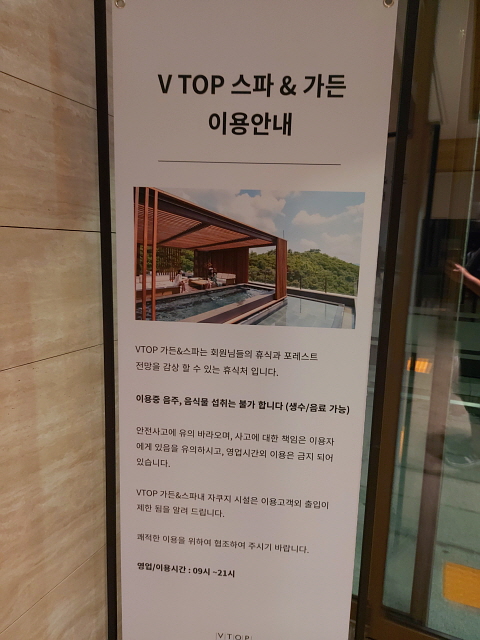 V TOP 스파 & 가든
이용안내
VTOP 가든&스파는 회원님들의 휴식과 포레스트
전망을 감상 할 수 있는 휴식처 입니다.
이용중 음주, 음식물 섭취는 불가 합니다 (생수/음료 가능)
안전사고에 유의 바라오며, 사고에 대한 책임은 이용자
에게 있음을 유의하시고, 영업시간외 이용은 금지 되어
있습니다.
VTOP 가든&스파내 자쿠지 시설은 이용고객외 출입이
제한 됨을 알려 드립니다.
쾌적한 이용을 위하여 협조하여 주시기 바랍니다.
영업/이용시간 : 09시 ~21시
|V|T|O|P|